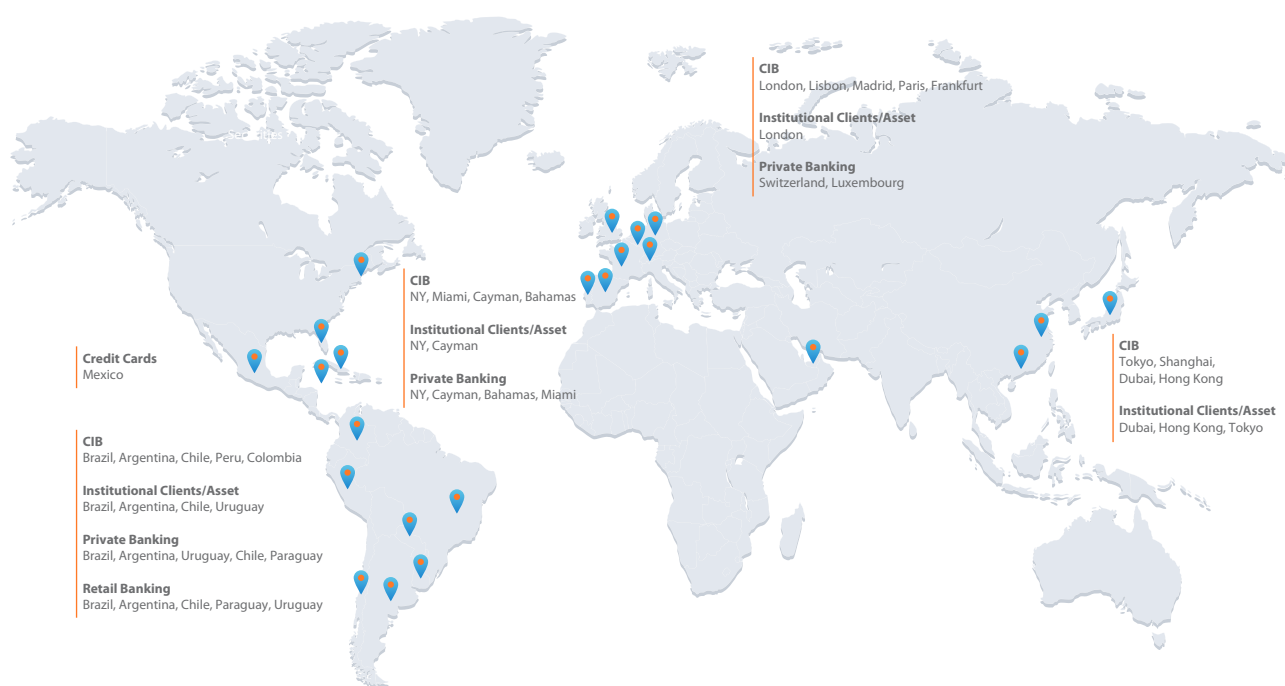 Securities
CIB
London, Lisbon, Madrid, Paris, Frankfurt
Institutional Clients/Asset
London
Private Banking
Switzerland, Luxembourg
CIB
NY, Miami, Cayman, Bahamas
Institutional Clients/Asset
NY, Cayman
Private Banking
NY, Cayman, Bahamas, Miami
Credit Cards
Mexico
CIB
Tokyo, Shanghai,
Dubai, Hong Kong
Institutional Clients/Asset
Dubai, Hong Kong, Tokyo
CIB
Brazil, Argentina, Chile, Peru, Colombia
Institutional Clients/Asset
Brazil, Argentina, Chile, Uruguay
Private Banking
Brazil, Argentina, Uruguay, Chile, Paraguay
Retail Banking
Brazil, Argentina, Chile, Paraguay, Uruguay